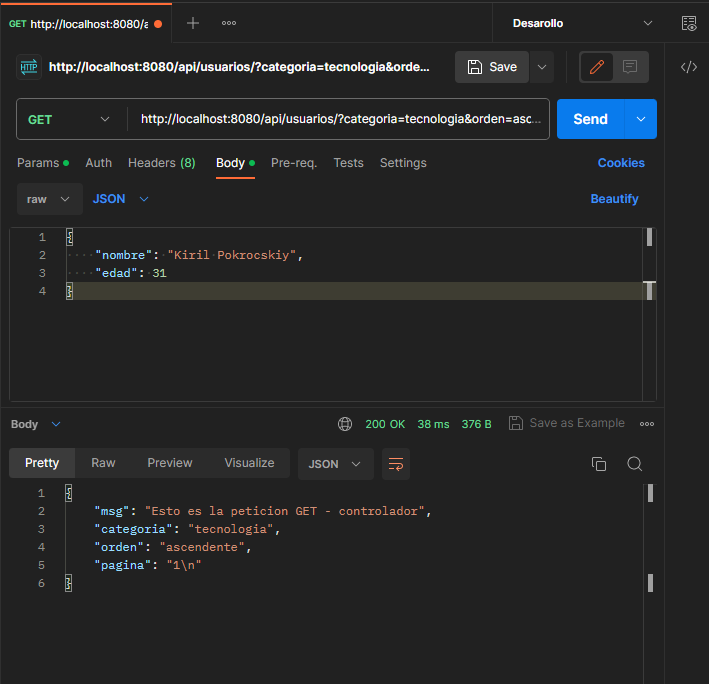 GET http://localhost:8080/a
Desarollo
HTTP http://localhost:8080/api/usuarios/?categoria=tecnologia&orde...
Save
GET http://localhost:8080/api/usuarios/?categoria=tecnologia&orden=asc...
Send
Params Auth Headers (8) Body Pre-req. Tests Settings Cookies
raw JSON Beautify
1 {
2 ····"nombre":·"Kiril·Pokrocskiy",
3 ····"edad":·31
4 }
Body 200 OK 38 ms 376 B Save as Example
Pretty Raw Preview Visualize JSON
1 {
2 "msg": "Esto es la peticion GET - controlador",
3 "categoria": "tecnologia",
4 "orden": "ascendente",
5 "pagina": "1\n"
6 }